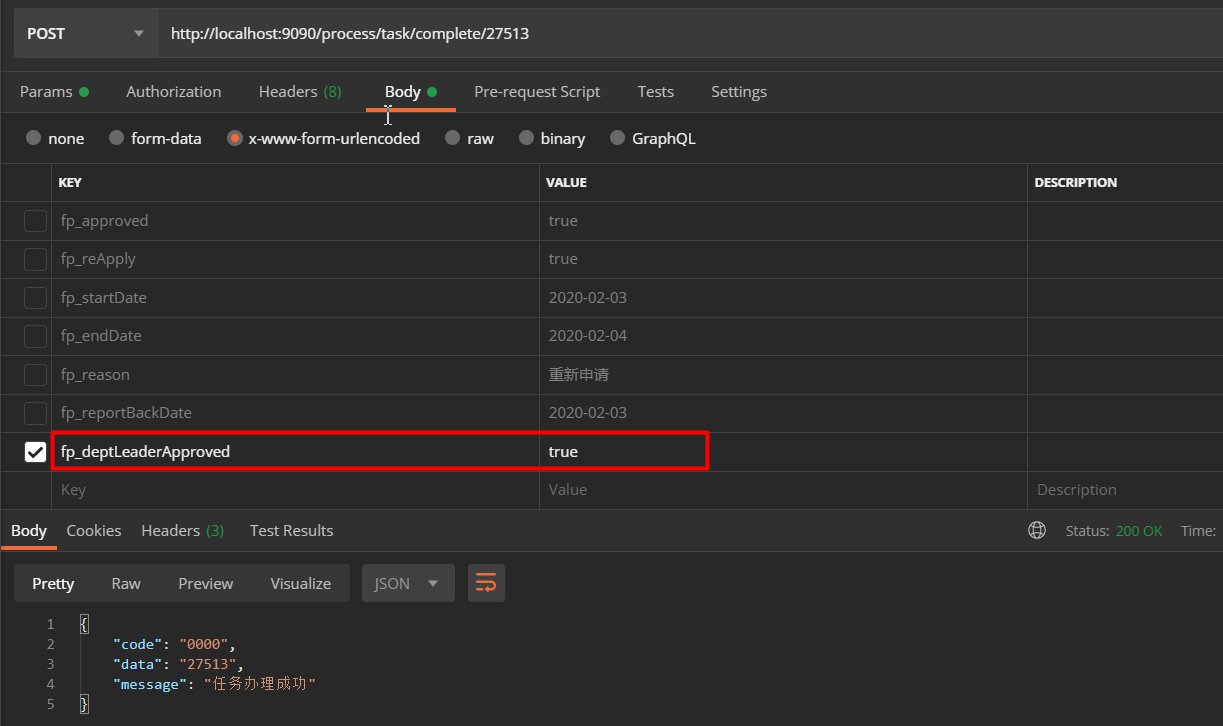 POST http://localhost:9090/process/task/complete/27513
Params Authorization Headers (8) Body Pre-request Script Tests Settings
none form-data x-www-form-urlencoded raw binary GraphQL
KEY VALUE DESCRIPTION
fp_approved true
fp_reApply true
fp_startDate 2020-02-03
fp_endDate 2020-02-04
fp_reason 重新申请
fp_reportBackDate 2020-02-03
fp_deptLeaderApproved true
Key Value Description
Body Cookies Headers (3) Test Results Status: 200 OK Time:
Pretty Raw Preview Visualize JSON
1 {
2 "code": "0000",
3 "data": "27513",
4 "message": "任务办理成功"
5 }